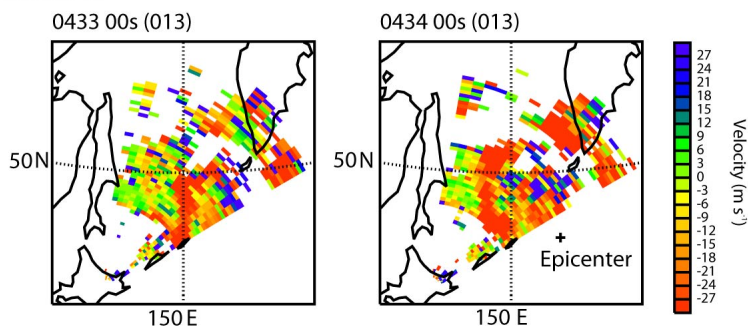 0433 00s (013)
0434 00s (013)
50N
50N
150 E
150 E
Epicenter
27
24
21
18
15
12
9
6
3
0
-3
-6
-9
-12
-15
-18
-21
-24
-27
Velocity (m s⁻¹)